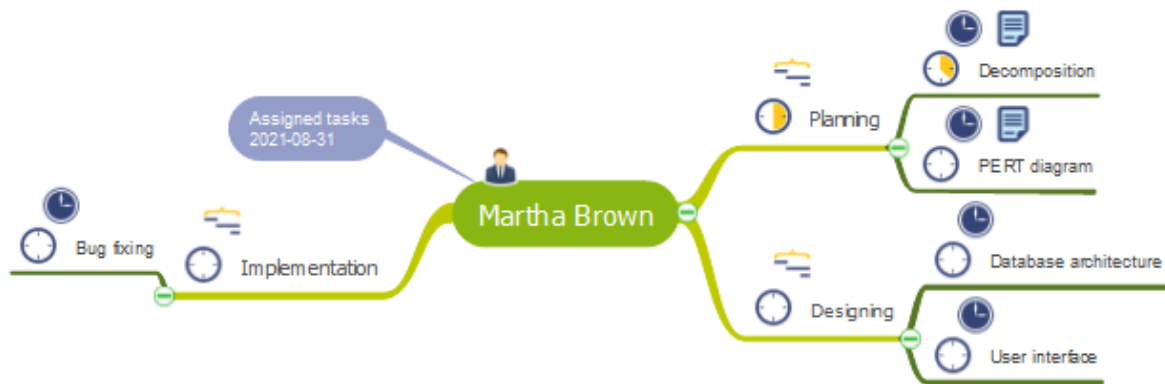 Assigned tasks
2021-08-31
Martha Brown
Planning
Decomposition
PERT diagram
Designing
Database architecture
User interface
Implementation
Bug fixing